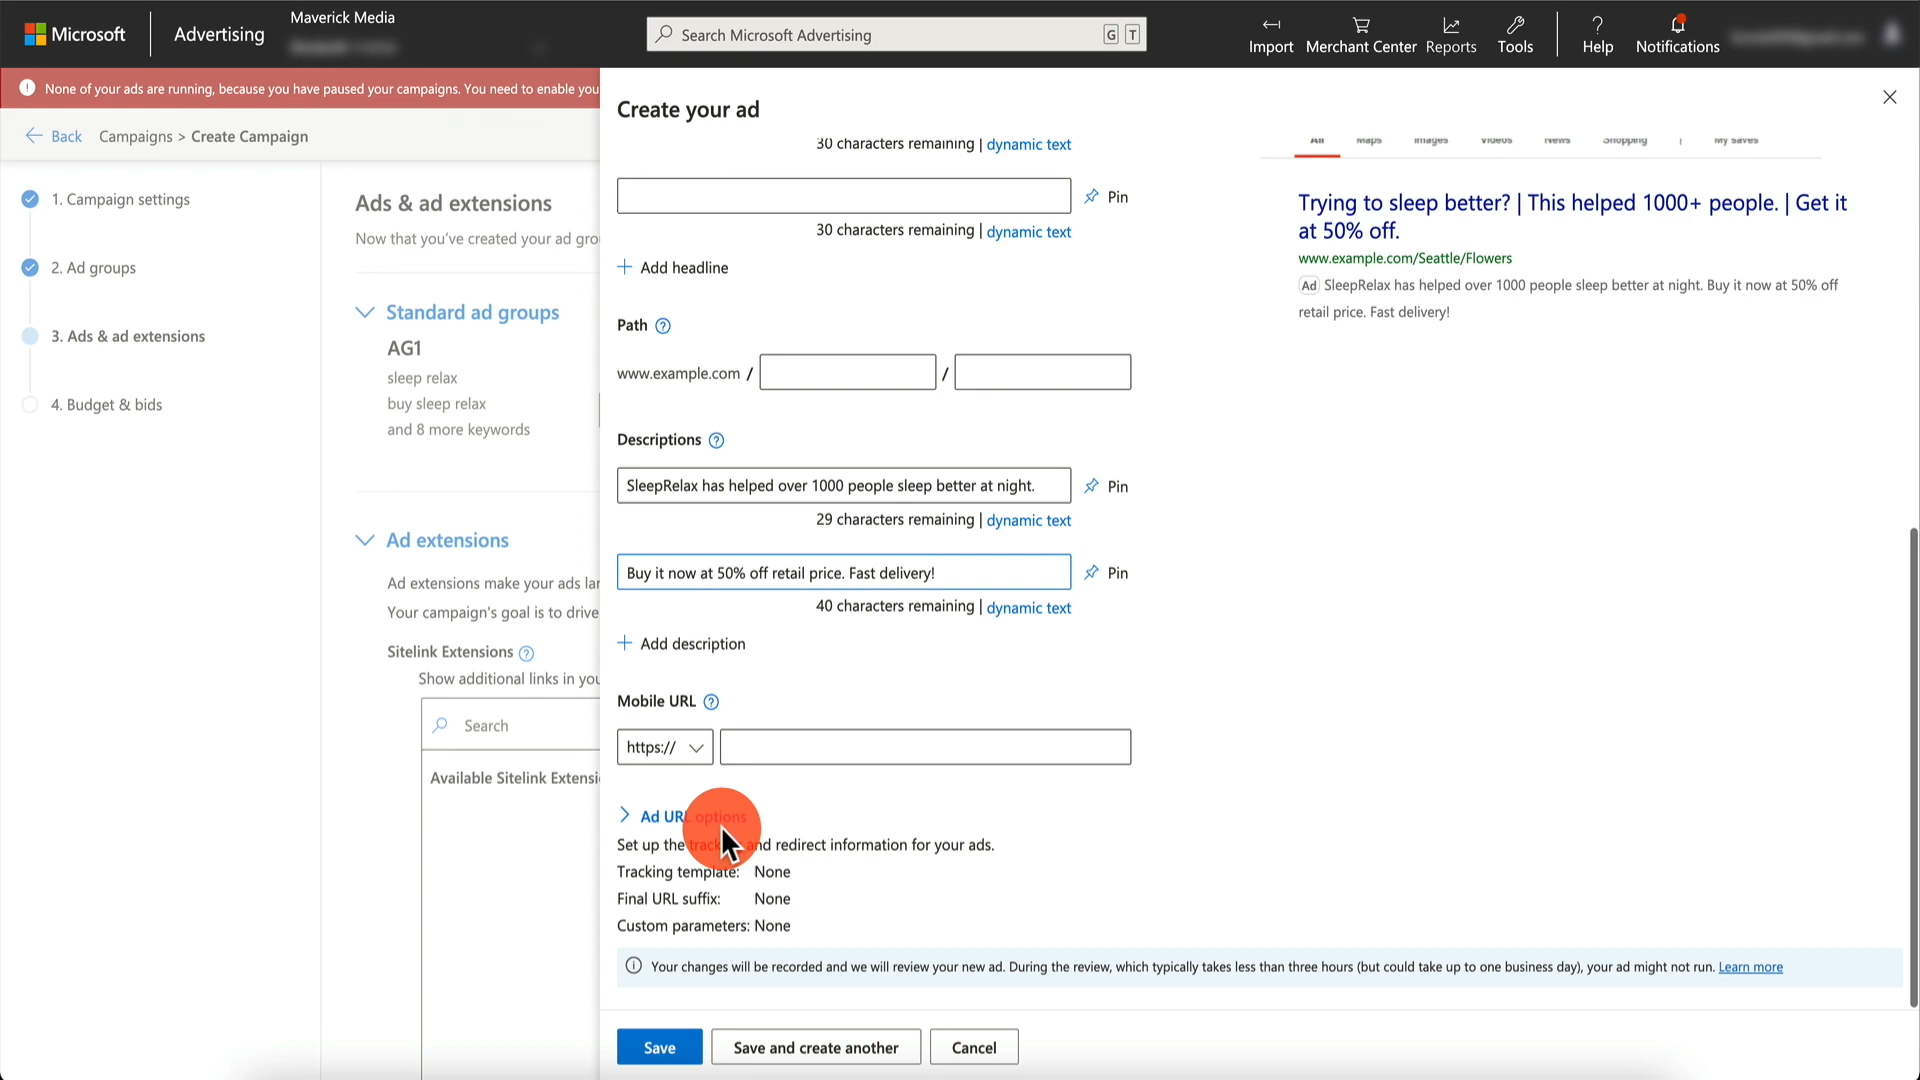 Microsoft
Advertising
Maverick Media
Search Microsoft Advertising
G T
Import
Merchant Center
Reports
Tools
Help
Notifications
None of your ads are running, because you have paused your campaigns. You need to enable you
Back
Campaigns > Create Campaign
1. Campaign settings
2. Ad groups
3. Ads & ad extensions
4. Budget & bids
Ads & ad extensions
Now that you've created your ad gro
Standard ad groups
AG1
sleep relax
buy sleep relax
and 8 more keywords
Ad extensions
Ad extensions make your ads lar
Your campaign's goal is to drive
Sitelink Extensions
Show additional links in you
Search
Available Sitelink Extensi
Create your ad
30 characters remaining | dynamic text
Pin
30 characters remaining | dynamic text
+ Add headline
Path
www.example.com / /
Descriptions
SleepRelax has helped over 1000 people sleep better at night.
Pin
29 characters remaining | dynamic text
Buy it now at 50% off retail price. Fast delivery!
Pin
40 characters remaining | dynamic text
+ Add description
Mobile URL
https://
Ad URL options
Set up the tracking and redirect information for your ads.
Tracking template: None
Final URL suffix: None
Custom parameters: None
Your changes will be recorded and we will review your new ad. During the review, which typically takes less than three hours (but could take up to one business day), your ad might not run. Learn more
Save
Save and create another
Cancel
All Maps Images Videos News Shopping | My saves
Trying to sleep better? | This helped 1000+ people. | Get it
at 50% off.
www.example.com/Seattle/Flowers
Ad SleepRelax has helped over 1000 people sleep better at night. Buy it now at 50% off
retail price. Fast delivery!